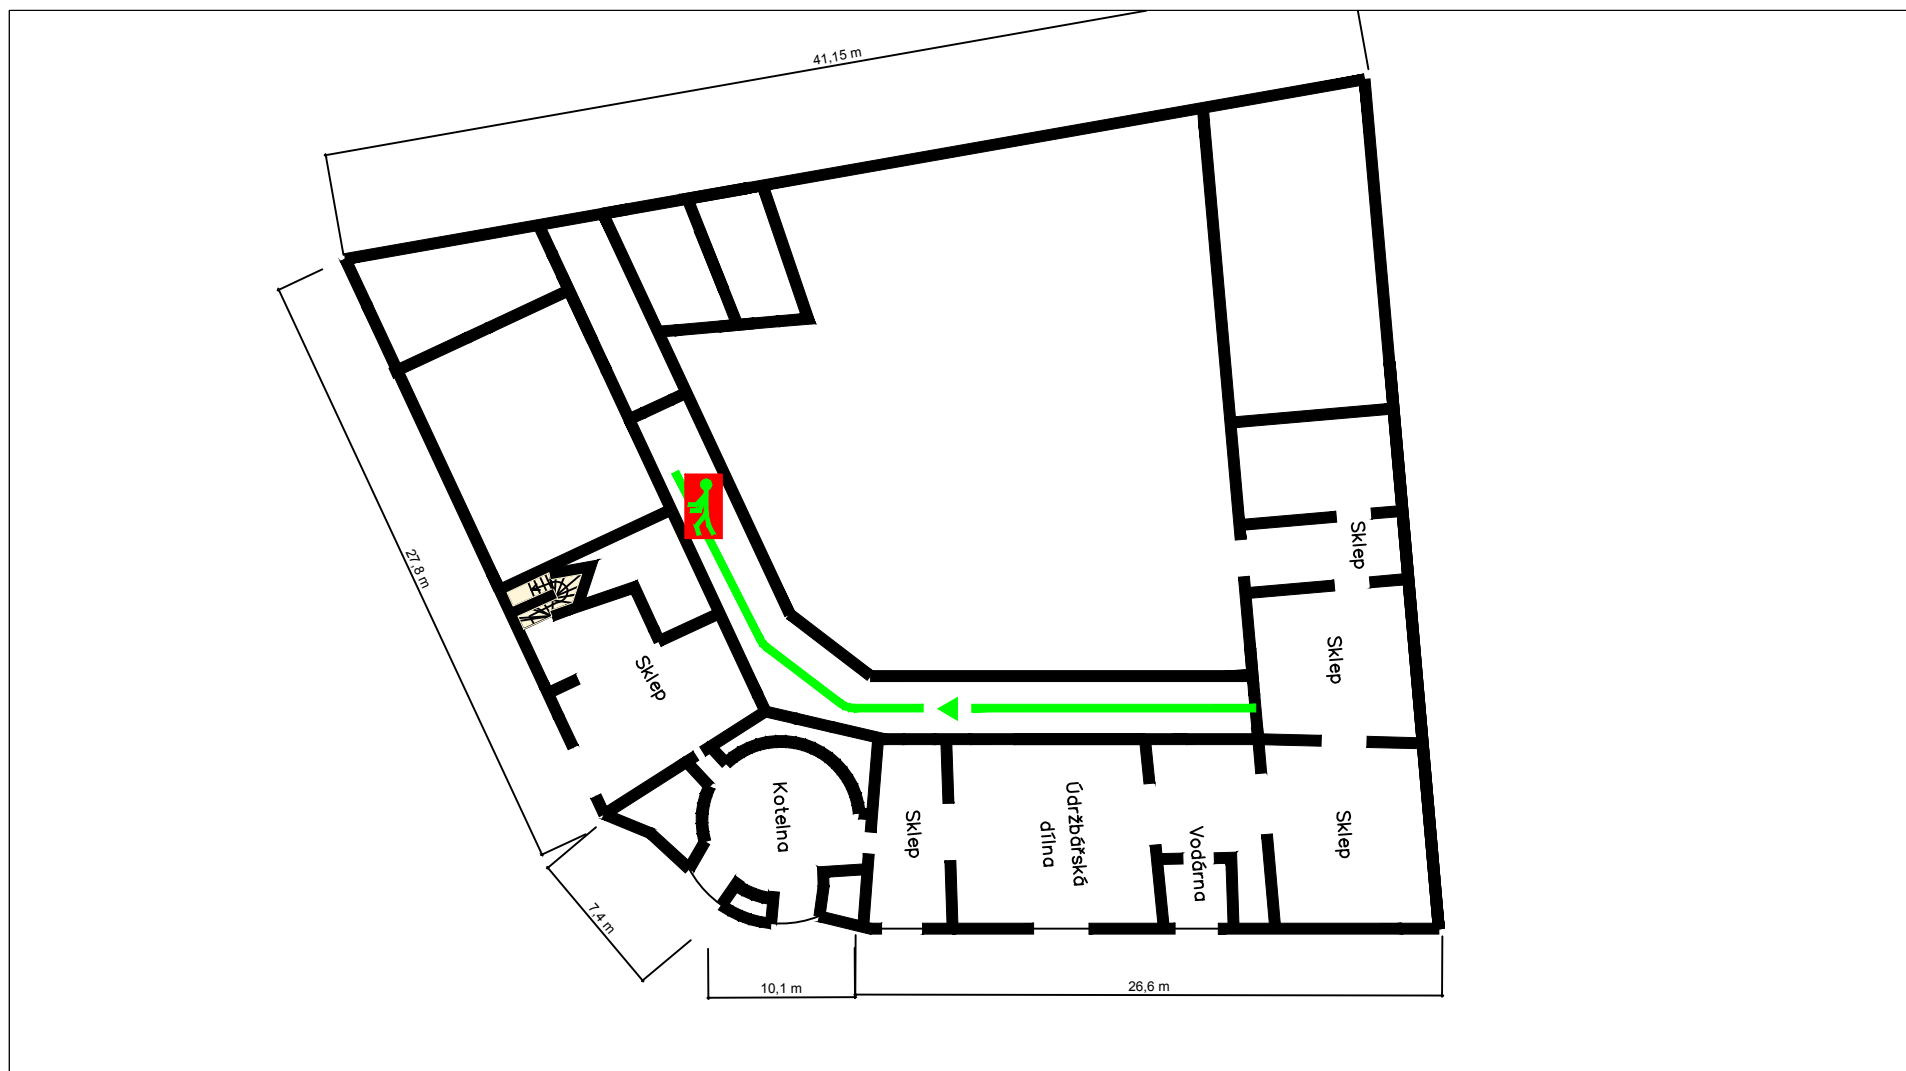 41,15 m
27,8 m
Sklep
Sklep
Sklep
Kotelna
Sklep
Údržbářská
dílna
Vodárna
Sklep
7,4 m
10,1 m
26,6 m